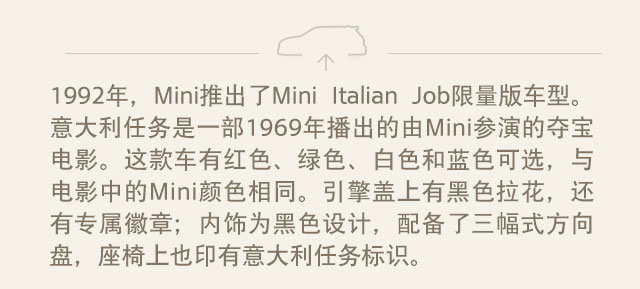 1992年，Mini推出了Mini Italian Job限量版车型。
意大利任务是一部1969年播出的由Mini参演的夺宝
电影。这款车有红色、绿色、白色和蓝色可选，与
电影中的Mini颜色相同。引擎盖上有黑色拉花，还
有专属徽章；内饰为黑色设计，配备了三幅式方向
盘，座椅上也印有意大利任务标识。